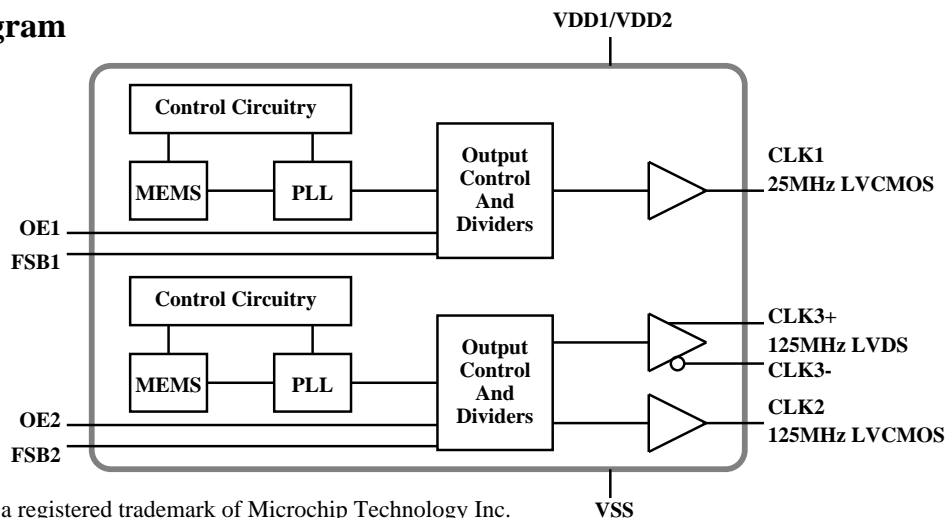 gram
VDD1/VDD2
Control Circuitry
MEMS
PLL
Output
Control
And
Dividers
CLK1
25MHz LVCMOS
OE1
FSB1
Control Circuitry
MEMS
PLL
Output
Control
And
Dividers
CLK3+
125MHz LVDS
CLK3-
CLK2
125MHz LVCMOS
OE2
FSB2
VSS
a registered trademark of Microchip Technology Inc.